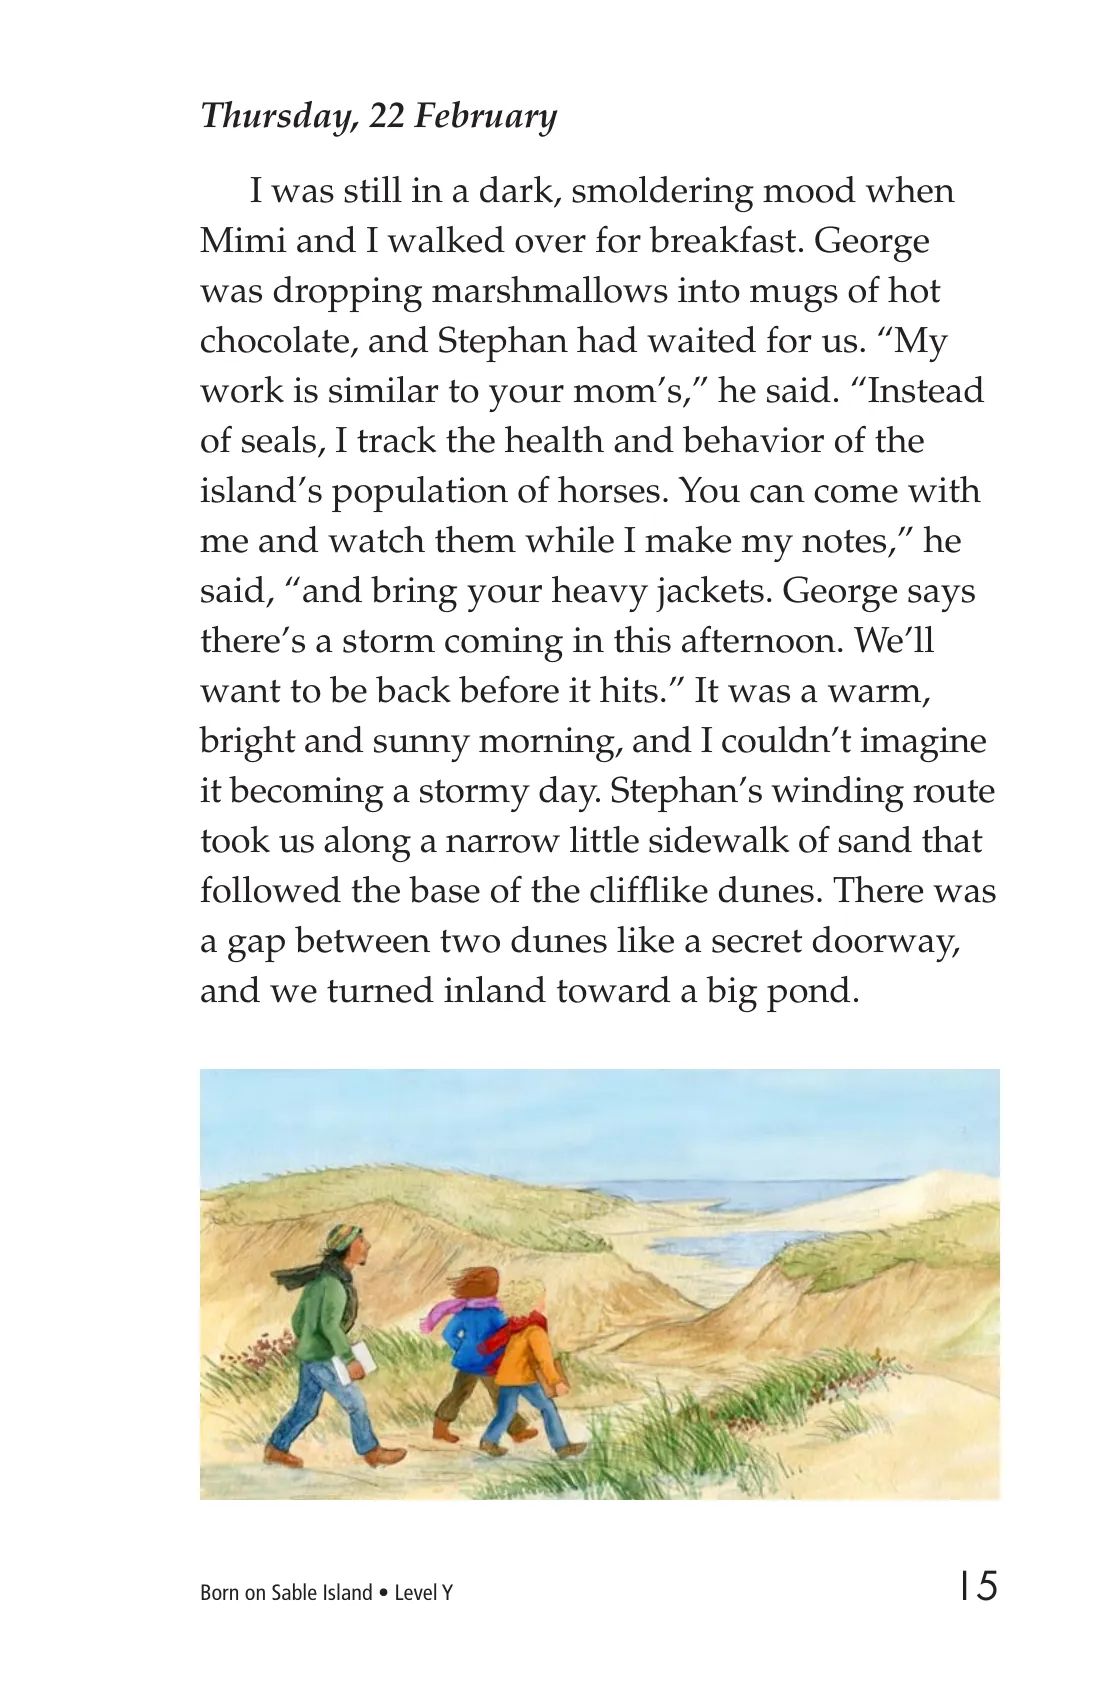 Thursday, 22 February
I was still in a dark, smoldering mood when
Mimi and I walked over for breakfast. George
was dropping marshmallows into mugs of hot
chocolate, and Stephan had waited for us. “My
work is similar to your mom’s,” he said. “Instead
of seals, I track the health and behavior of the
island’s population of horses. You can come with
me and watch them while I make my notes,” he
said, “and bring your heavy jackets. George says
there’s a storm coming in this afternoon. We’ll
want to be back before it hits.” It was a warm,
bright and sunny morning, and I couldn’t imagine
it becoming a stormy day. Stephan’s winding route
took us along a narrow little sidewalk of sand that
followed the base of the clifflike dunes. There was
a gap between two dunes like a secret doorway,
and we turned inland toward a big pond.
Born on Sable Island • Level Y
15